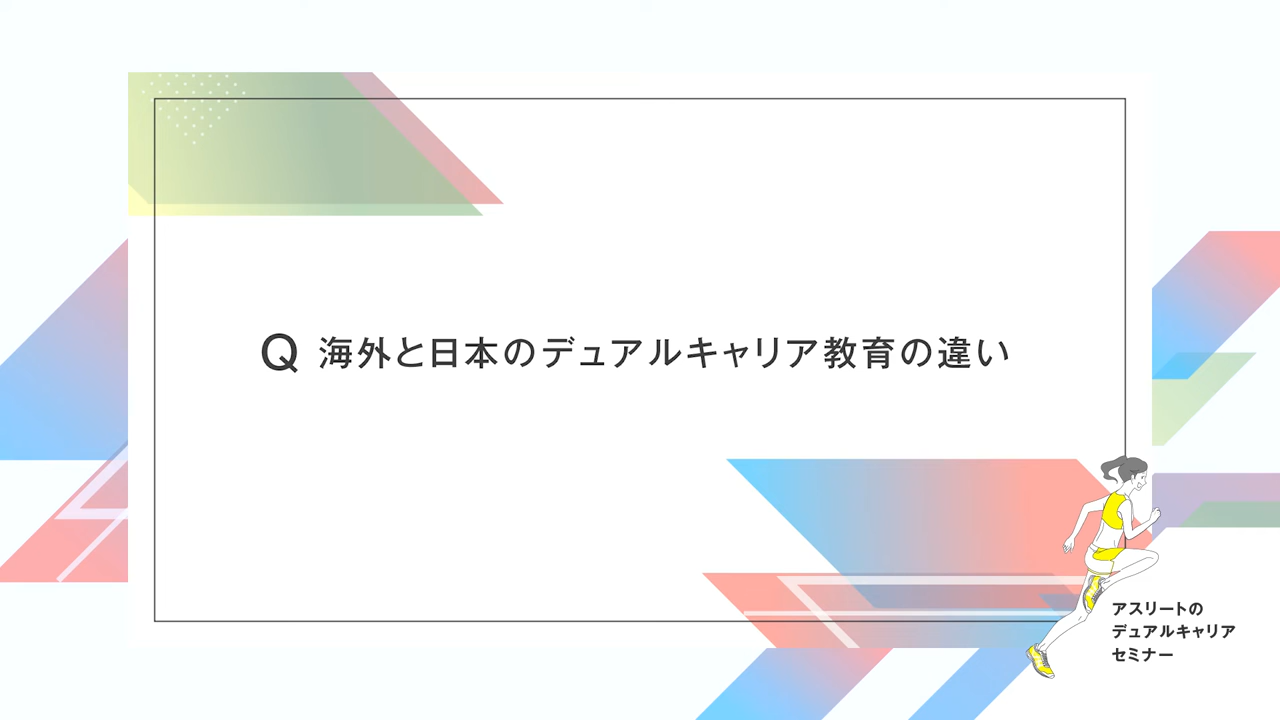 Q 海外と日本のデュアルキャリア教育の違い
アスリートの
デュアルキャリア
セミナー